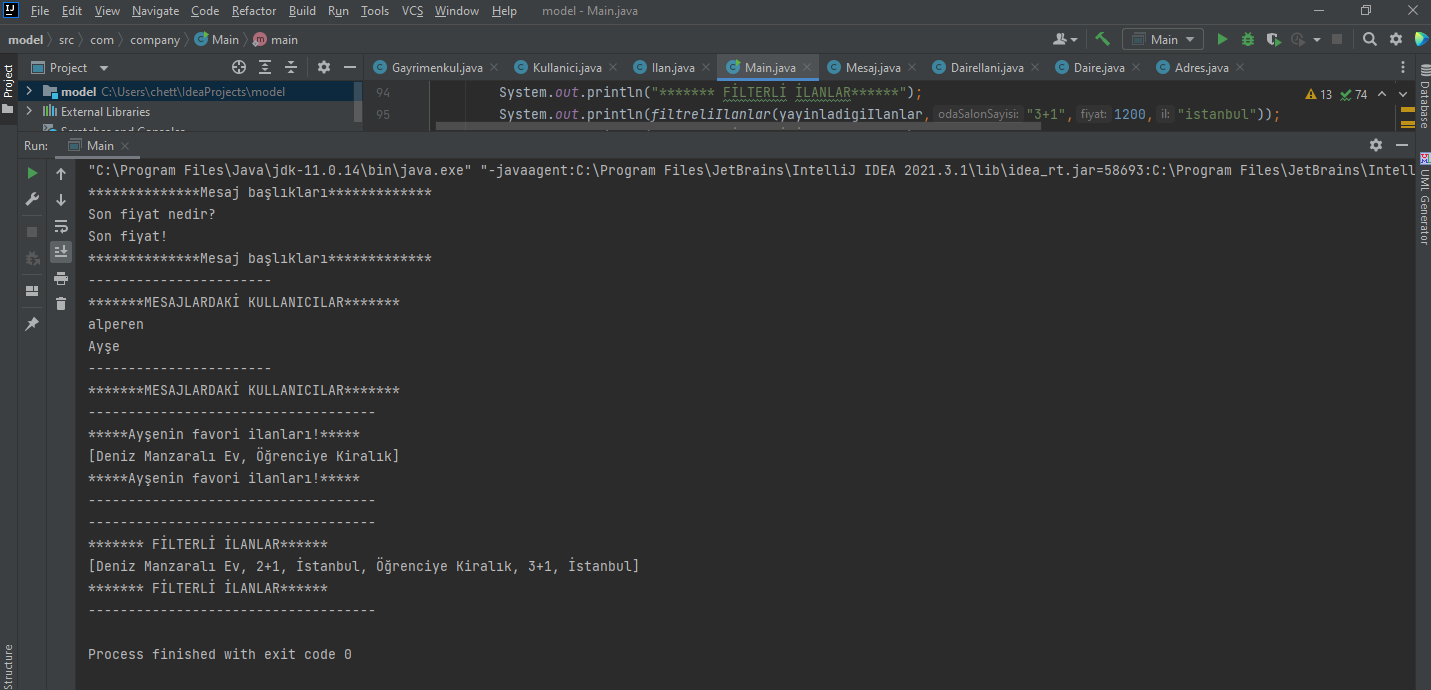 File Edit View Navigate Code Refactor Build Run Tools VCS Window Help model - Main.java
model src com company Main main Main
Project
Project Gayrimenkul.java Kullanici.java Ilan.java Main.java Mesaj.java Dairellani.java Daire.java Adres.java
model C:\Users\chett\IdeaProjects\model
External Libraries
Scratches and Consoles
94 System.out.println("******* FİLTERLİ İLANLAR******");
95 System.out.println(filtreliIlanlar(yayinladigiIlanlar, odaSalonSayisi: "3+1", fiyat: 1200, il: "istanbul"));
13 74
Database
UML Generator
Run: Main
"C:\Program Files\Java\jdk-11.0.14\bin\java.exe" "-javaagent:C:\Program Files\JetBrains\IntelliJ IDEA 2021.3.1\lib\idea_rt.jar=58693:C:\Program Files\JetBrains\Intell
**************Mesaj başlıkları*************
Son fiyat nedir?
Son fiyat!
**************Mesaj başlıkları*************
-----------------------
*******MESAJLARDAKİ KULLANICILAR*******
alperen
Ayşe
-----------------------
*******MESAJLARDAKİ KULLANICILAR*******
------------------------------------
*****Ayşenin favori ilanları!*****
[Deniz Manzaralı Ev, Öğrenciye Kiralık]
*****Ayşenin favori ilanları!*****
------------------------------------
------------------------------------
******* FİLTERLİ İLANLAR******
[Deniz Manzaralı Ev, 2+1, İstanbul, Öğrenciye Kiralık, 3+1, İstanbul]
******* FİLTERLİ İLANLAR******
------------------------------------
Process finished with exit code 0
Structure